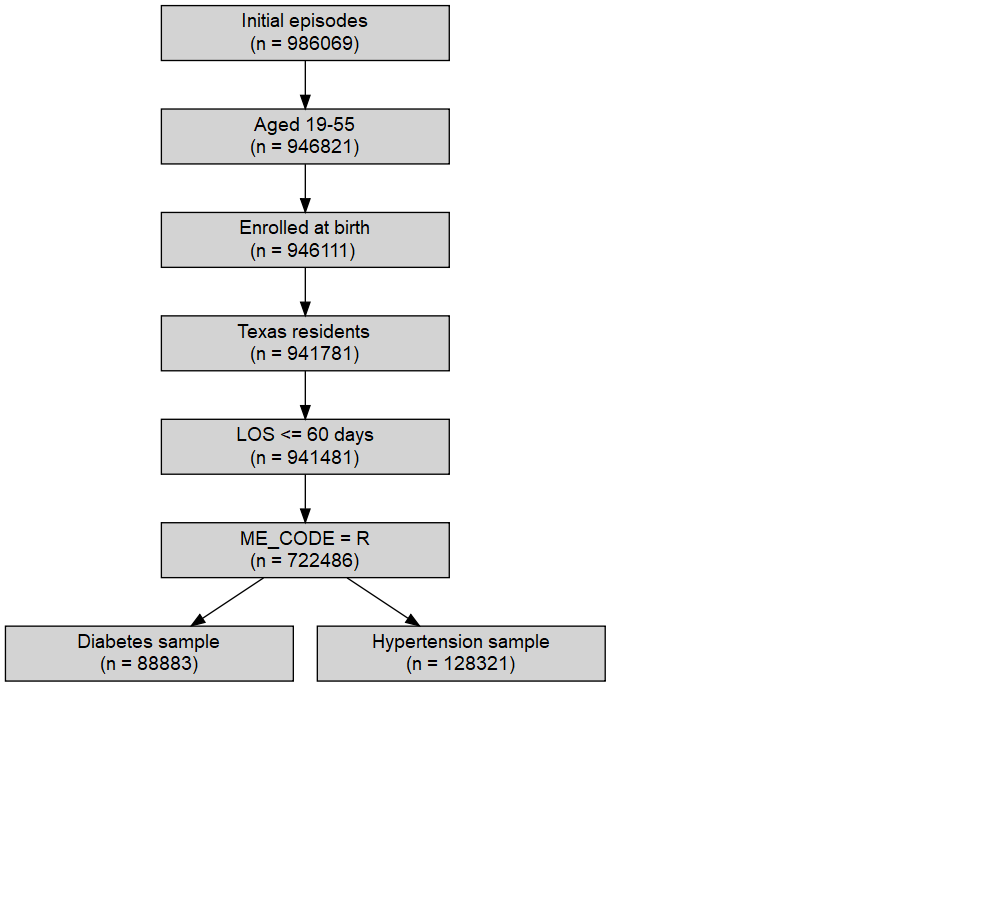 Initial episodes
(n = 986069)
Aged 19-55
(n = 946821)
Enrolled at birth
(n = 946111)
Texas residents
(n = 941781)
LOS <= 60 days
(n = 941481)
ME_CODE = R
(n = 722486)
Diabetes sample
(n = 88883)
Hypertension sample
(n = 128321)